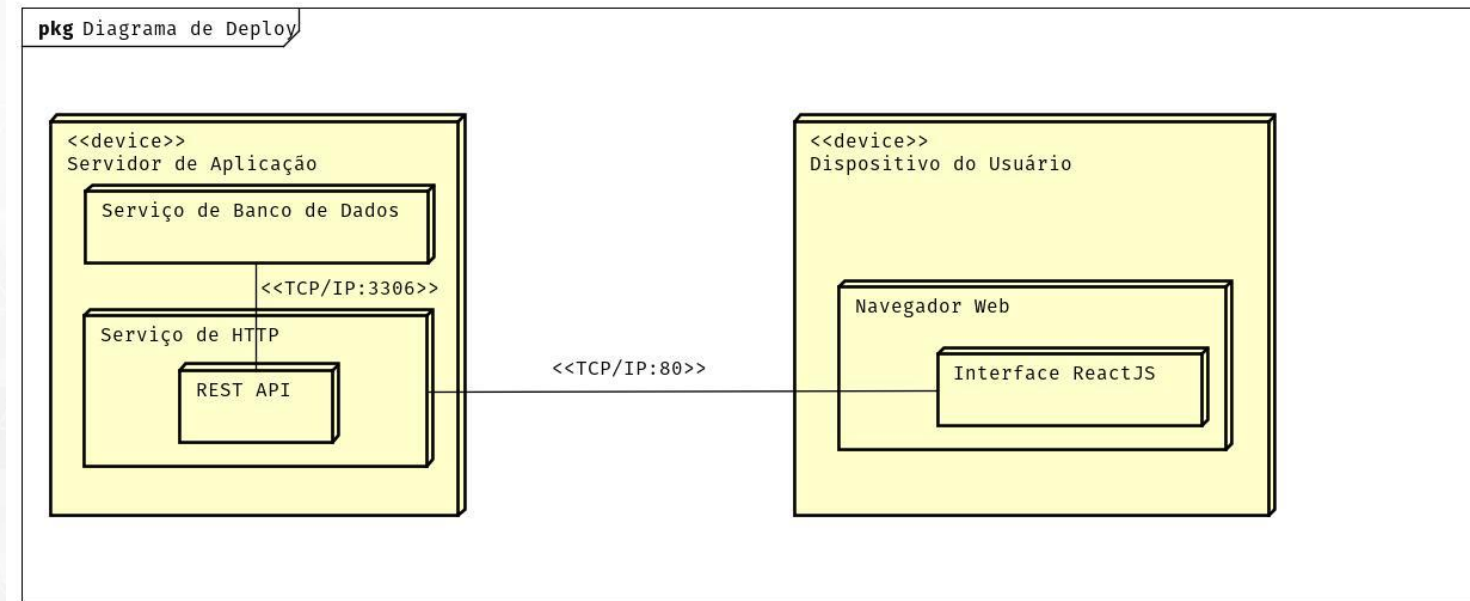 pkg Diagrama de Deploy
<<device>>
Servidor de Aplicação
Serviço de Banco de Dados
<<TCP/IP:3306>>
Serviço de HTTP
REST API
<<TCP/IP:80>>
<<device>>
Dispositivo do Usuário
Navegador Web
Interface ReactJS